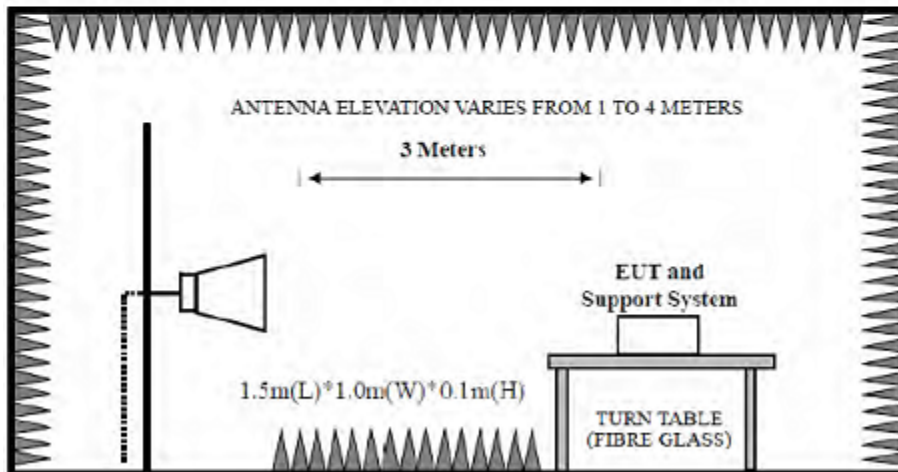 ANTENNA ELEVATION VARIES FROM 1 TO 4 METERS
3 Meters
EUT and
Support System
1.5m(L)*1.0m(W)*0.1m(H)
TURN TABLE
(FIBRE GLASS)